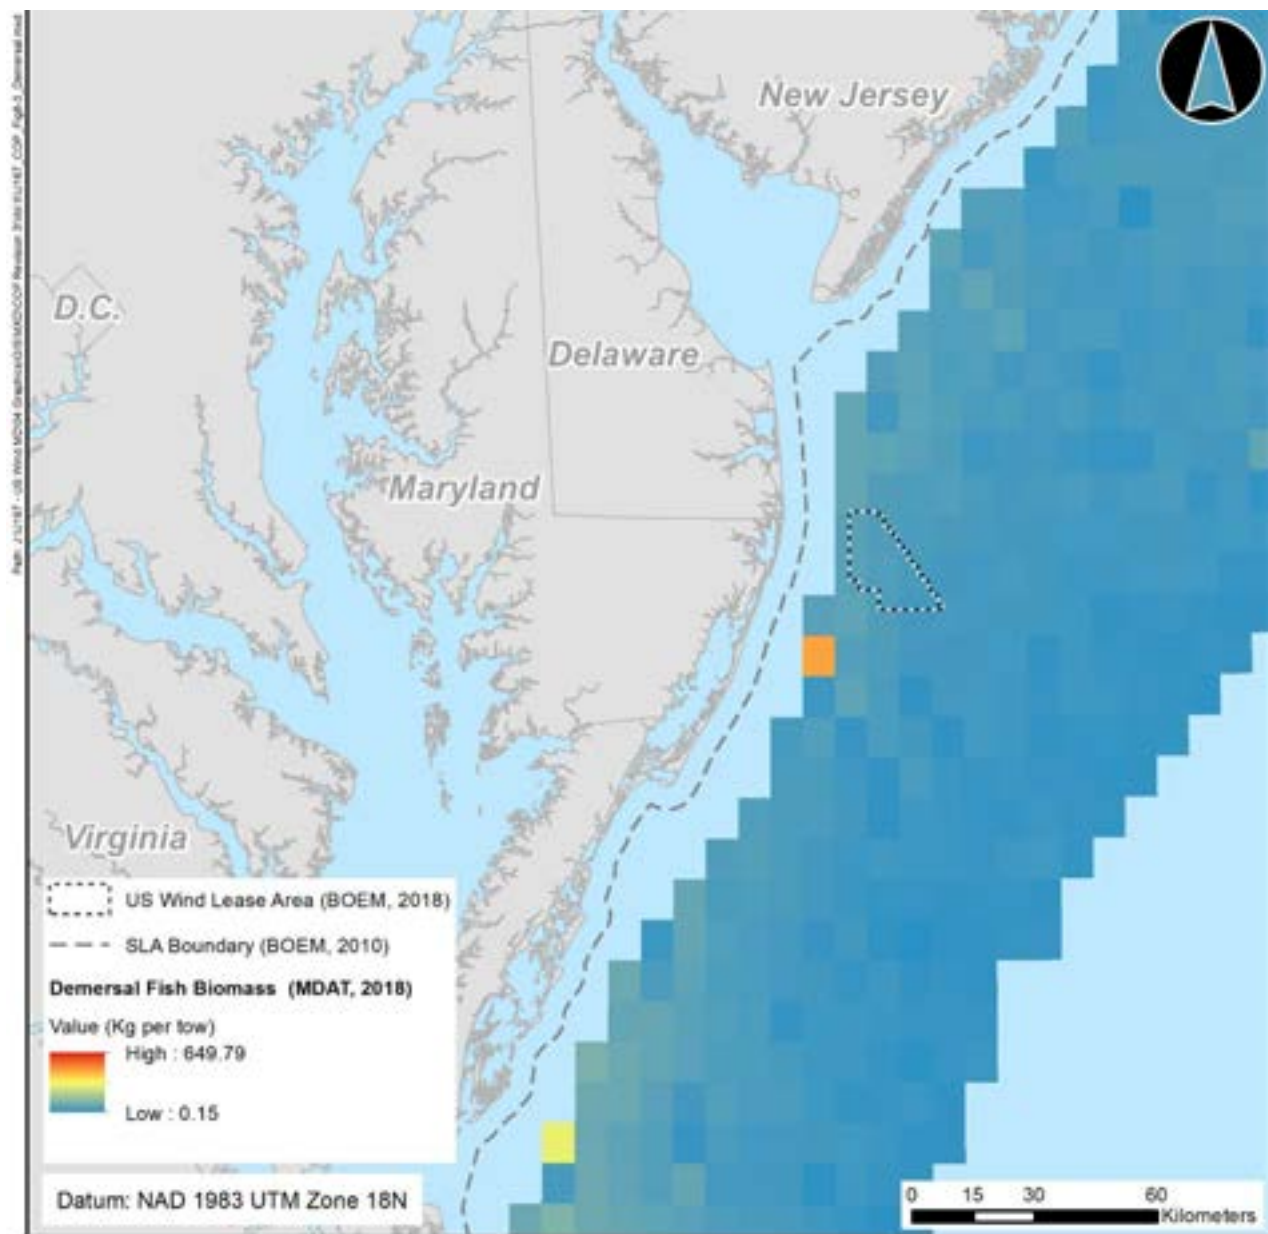 New Jersey
D.C.
Delaware
Maryland
Virginia
US Wind Lease Area (BOEM, 2018)
SLA Boundary (BOEM, 2010)
Demersal Fish Biomass (MDAT, 2018)
Value (Kg per tow)
High : 649.79
Low : 0.15
Datum: NAD 1983 UTM Zone 18N
0 15 30 60
Kilometers